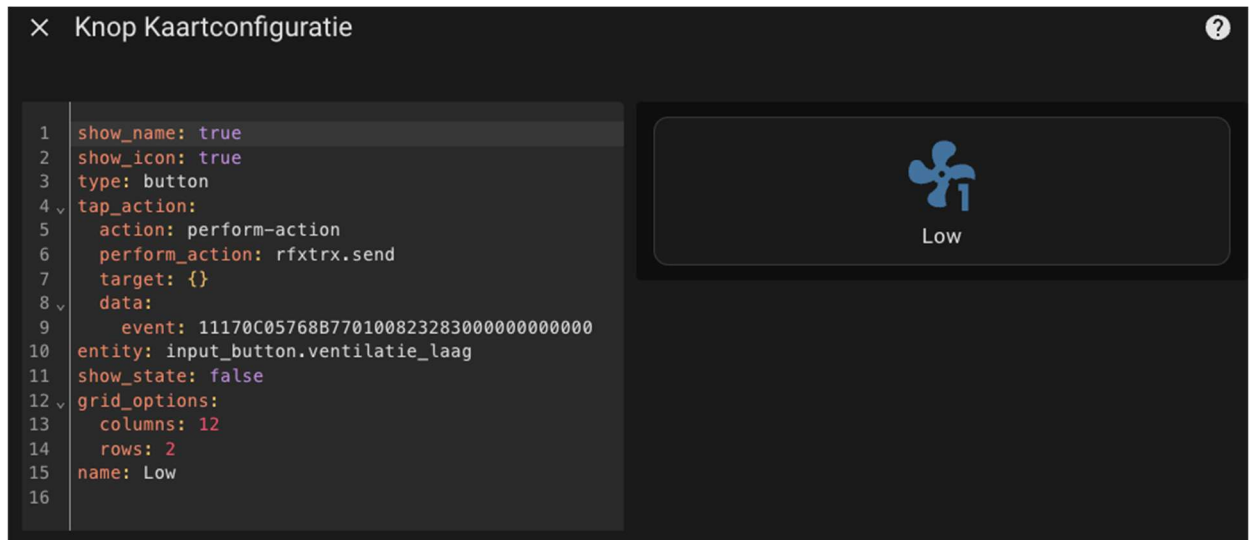 Knop Kaartconfiguratie
1 show_name: true
2 show_icon: true
3 type: button
4 tap_action:
5 action: perform-action
6 perform_action: rfxtrx.send
7 target: {}
8 data:
9 event: 11170C05768B7701008232830000000000000
10 entity: input_button.ventilatie_laag
11 show_state: false
12 grid_options:
13 columns: 12
14 rows: 2
15 name: Low
16
1
Low